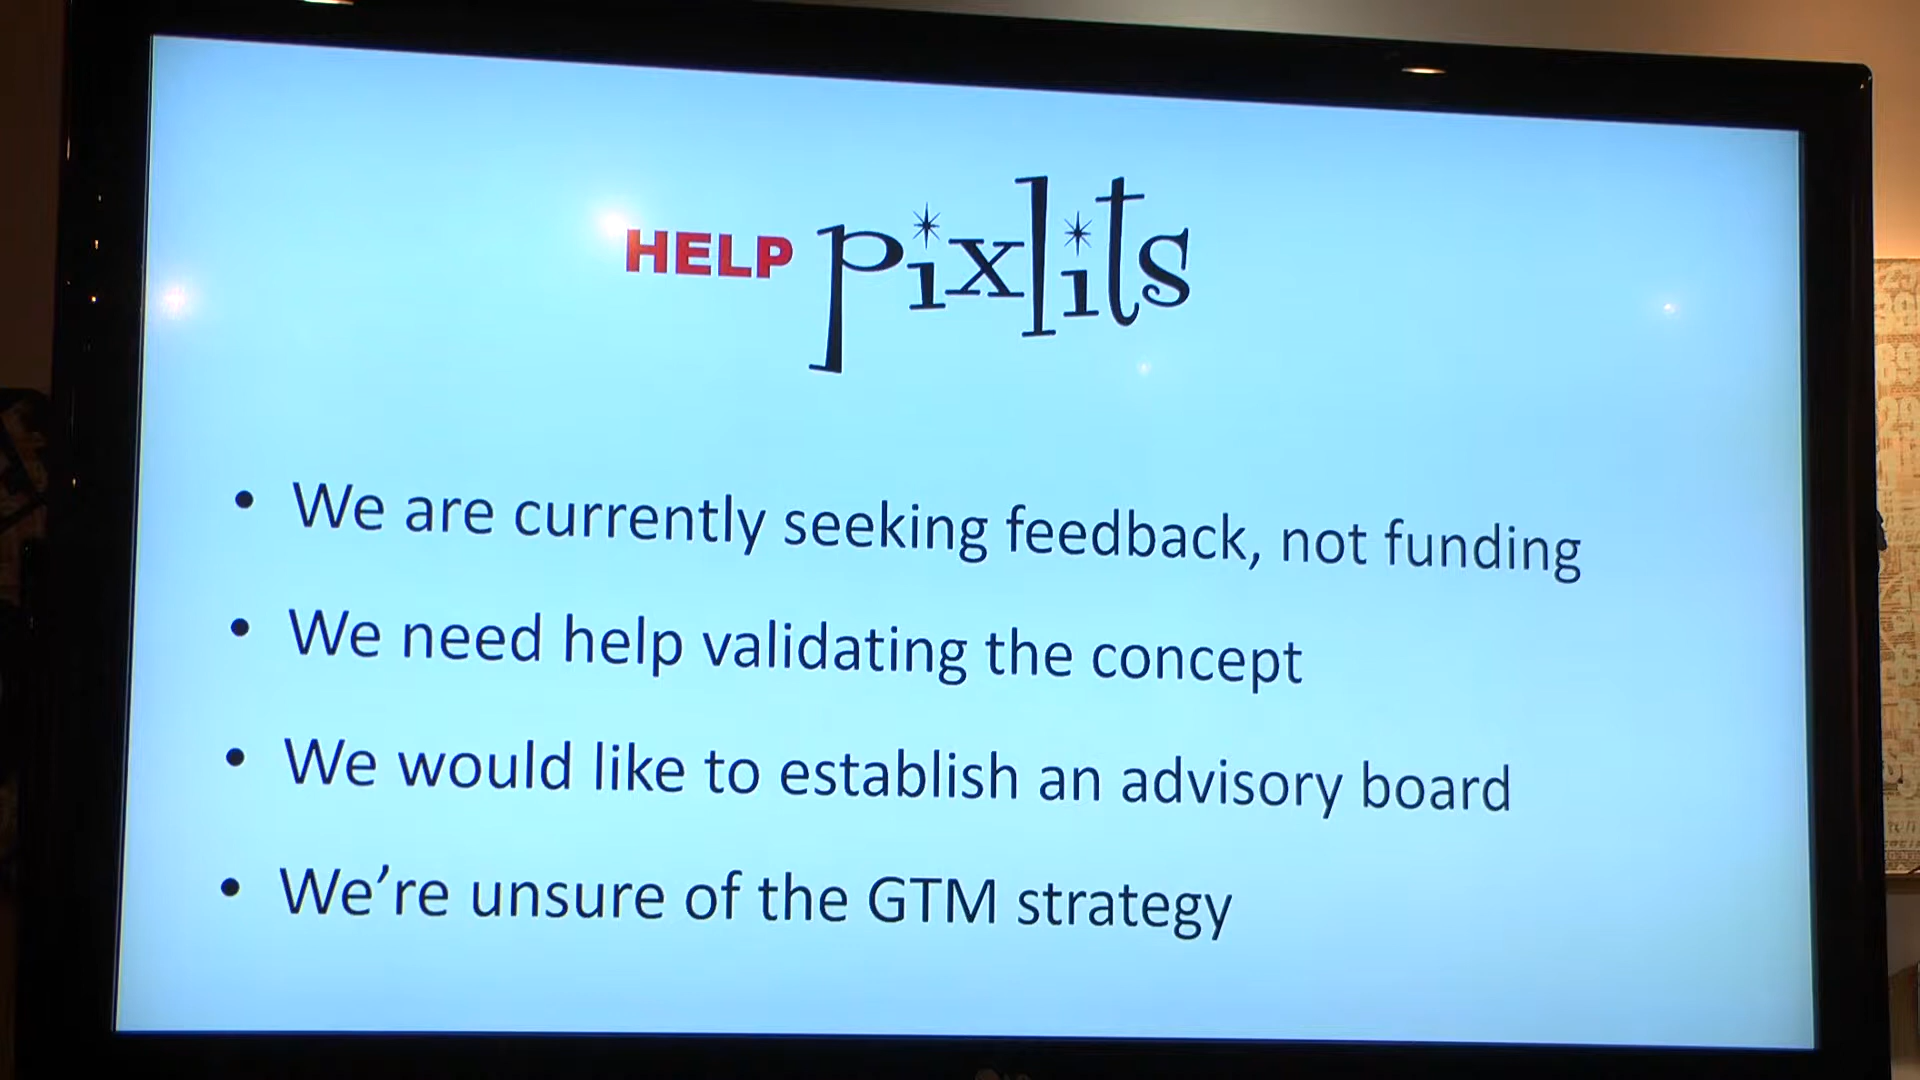 HELP pixlits
• We are currently seeking feedback, not funding
• We need help validating the concept
• We would like to establish an advisory board
• We're unsure of the GTM strategy